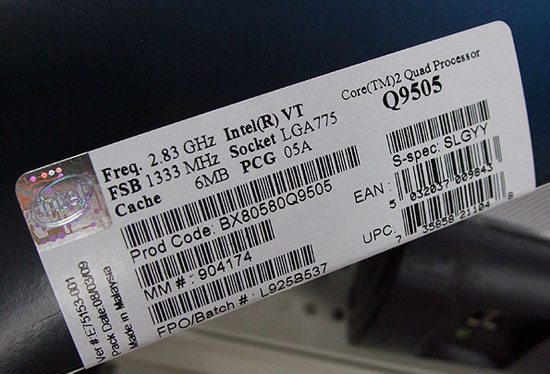 Core(TM)2 Quad Processor
Q9505
Freq. 2.83 GHz Intel(R) VT
FSB 1333 MHz Socket LGA775
Cache 6MB PCG 05A
intel
Prod Code: BX80580Q9505
MM#: 904174
FPO/Batch #: L925B537
S-spec: SLGYY
EAN: 5 032037 009843
UPC: 7 35858 21104 8
Ver# E75153-001
Pack Date 08/03/09
Made in Malaysia